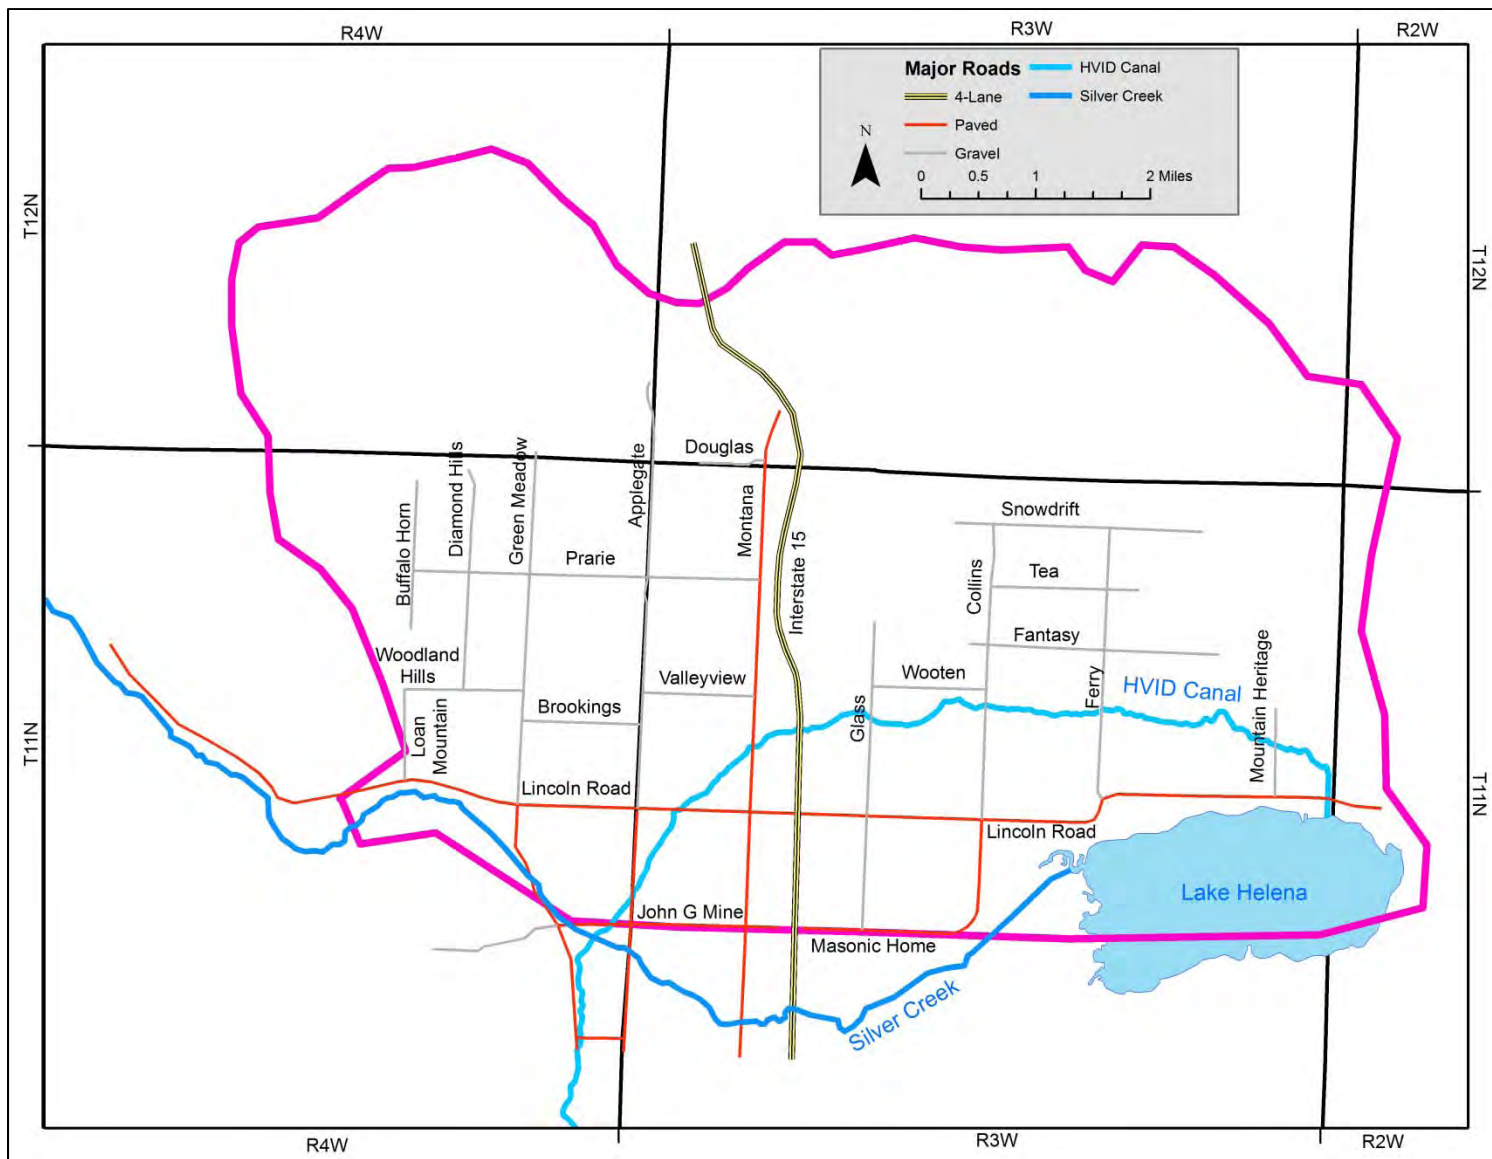 R4W
R3W
R2W
Major Roads
HVID Canal
4-Lane
Silver Creek
Paved
N
Gravel
0
0.5
1
2 Miles
T12N
T12N
Douglas
Diamond Hills
Green Meadow
Applegate
Montana
Buffalo Horn
Snowdrift
Prarie
Interstate 15
Collins
Tea
Fantasy
Woodland
Hills
Valleyview
Wooten
Ferry
HVID Canal
Mountain Heritage
Brookings
Glass
Loan
Mountain
T11N
T11N
Lincoln Road
Lincoln Road
Lake Helena
John G Mine
Masonic Home
Silver Creek
R4W
R3W
R2W